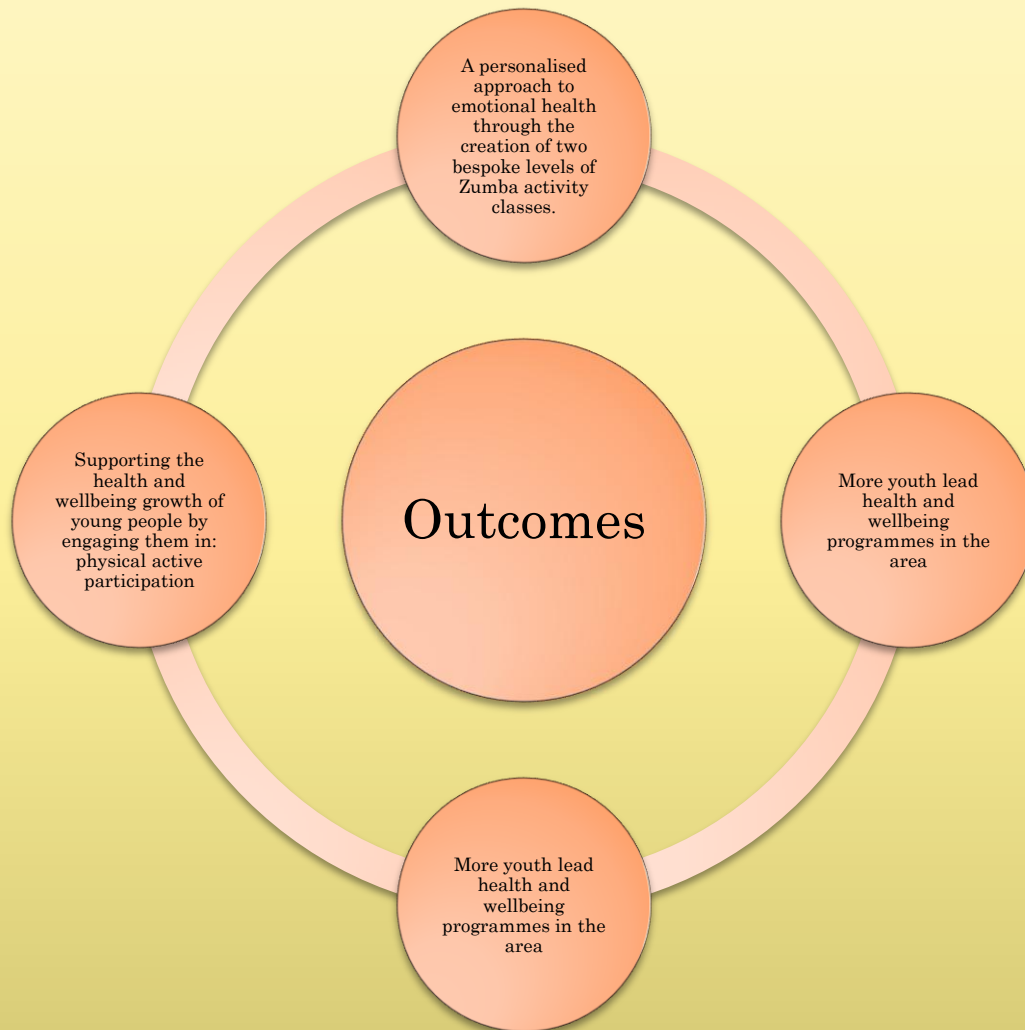 A personalised
approach to
emotional health
through the
creation of two
bespoke levels of
Zumba activity
classes.
Supporting the
health and
wellbeing growth of
young people by
engaging them in:
physical active
participation
Outcomes
More youth lead
health and
wellbeing
programmes in the
area
More youth lead
health and
wellbeing
programmes in the
area